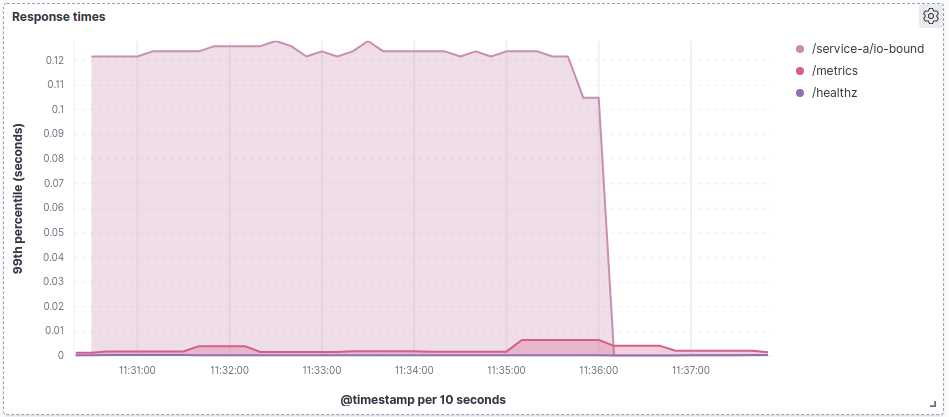 Response times
/service-a/io-bound
/metrics
/healthz
99th percentile (seconds)
0.12
0.11
0.1
0.09
0.08
0.07
0.06
0.05
0.04
0.03
0.02
0.01
0
11:31:00 11:32:00 11:33:00 11:34:00 11:35:00 11:36:00 11:37:00
@timestamp per 10 seconds